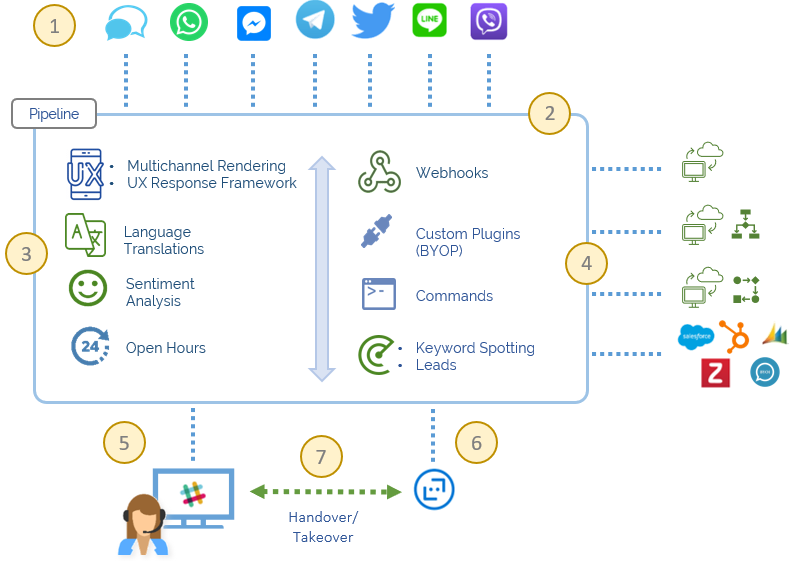 1
LINE
2
Pipeline
UX
• Multichannel Rendering
• UX Response Framework
Webhooks
A
Language
Translations
Custom Plugins
(BYOP)
3
4
Sentiment
Analysis
>-
Commands
24
Open Hours
• Keyword Spotting
• Leads
salesforce
Z
5
6
7
Handover/
Takeover